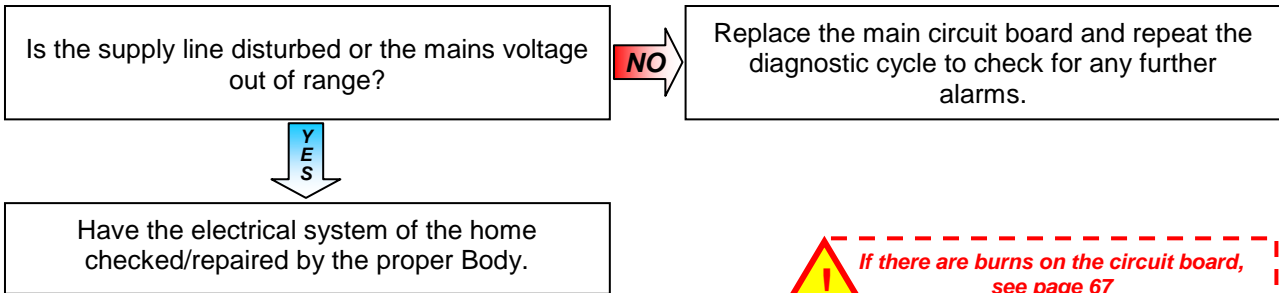 Is the supply line disturbed or the mains voltage
out of range?
NO
Replace the main circuit board and repeat the
diagnostic cycle to check for any further
alarms.
YES
Have the electrical system of the home
checked/repaired by the proper Body.
!
If there are burns on the circuit board,
see page 67